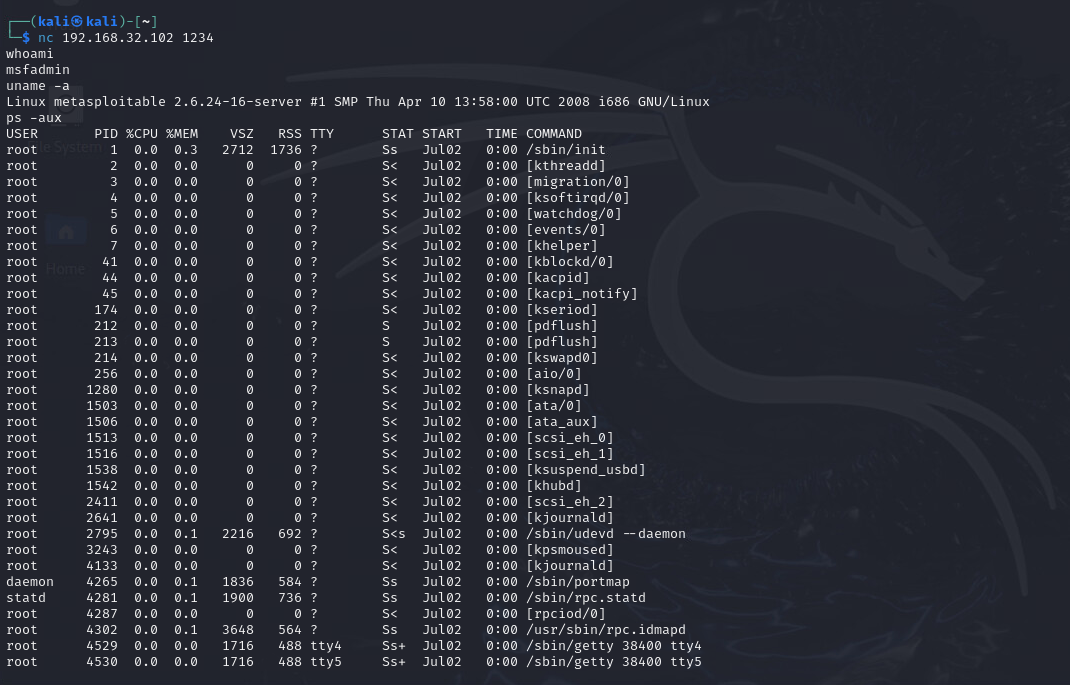 ┌──(kali㉿kali)-[~]
└─$ nc 192.168.32.102 1234
whoami
msfadmin
uname -a
Linux metasploitable 2.6.24-16-server #1 SMP Thu Apr 10 13:58:00 UTC 2008 i686 GNU/Linux
ps -aux
USER       PID %CPU %MEM    VSZ   RSS TTY      STAT START   TIME COMMAND
root         1  0.0  0.3   2712  1736 ?        Ss   Jul02   0:00 /sbin/init
root         2  0.0  0.0      0     0 ?        S<   Jul02   0:00 [kthreadd]
root         3  0.0  0.0      0     0 ?        S<   Jul02   0:00 [migration/0]
root         4  0.0  0.0      0     0 ?        S<   Jul02   0:00 [ksoftirqd/0]
root         5  0.0  0.0      0     0 ?        S<   Jul02   0:00 [watchdog/0]
root         6  0.0  0.0      0     0 ?        S<   Jul02   0:00 [events/0]
root         7  0.0  0.0      0     0 ?        S<   Jul02   0:00 [khelper]
root        41  0.0  0.0      0     0 ?        S<   Jul02   0:00 [kblockd/0]
root        44  0.0  0.0      0     0 ?        S<   Jul02   0:00 [kacpid]
root        45  0.0  0.0      0     0 ?        S<   Jul02   0:00 [kacpi_notify]
root       174  0.0  0.0      0     0 ?        S<   Jul02   0:00 [kseriod]
root       212  0.0  0.0      0     0 ?        S    Jul02   0:00 [pdflush]
root       213  0.0  0.0      0     0 ?        S    Jul02   0:00 [pdflush]
root       214  0.0  0.0      0     0 ?        S<   Jul02   0:00 [kswapd0]
root       256  0.0  0.0      0     0 ?        S<   Jul02   0:00 [aio/0]
root      1280  0.0  0.0      0     0 ?        S<   Jul02   0:00 [ksnapd]
root      1503  0.0  0.0      0     0 ?        S<   Jul02   0:00 [ata/0]
root      1506  0.0  0.0      0     0 ?        S<   Jul02   0:00 [ata_aux]
root      1513  0.0  0.0      0     0 ?        S<   Jul02   0:00 [scsi_eh_0]
root      1516  0.0  0.0      0     0 ?        S<   Jul02   0:00 [scsi_eh_1]
root      1538  0.0  0.0      0     0 ?        S<   Jul02   0:00 [ksuspend_usbd]
root      1542  0.0  0.0      0     0 ?        S<   Jul02   0:00 [khubd]
root      2411  0.0  0.0      0     0 ?        S<   Jul02   0:00 [scsi_eh_2]
root      2641  0.0  0.0      0     0 ?        S<   Jul02   0:00 [kjournald]
root      2795  0.0  0.1   2216   692 ?        S<s  Jul02   0:00 /sbin/udevd --daemon
root      3243  0.0  0.0      0     0 ?        S<   Jul02   0:00 [kpsmoused]
root      4133  0.0  0.0      0     0 ?        S<   Jul02   0:00 [kjournald]
daemon    4265  0.0  0.1   1836   584 ?        Ss   Jul02   0:00 /sbin/portmap
statd     4281  0.0  0.1   1900   736 ?        Ss   Jul02   0:00 /sbin/rpc.statd
root      4287  0.0  0.0      0     0 ?        S<   Jul02   0:00 [rpciod/0]
root      4302  0.0  0.1   3648   564 ?        Ss   Jul02   0:00 /usr/sbin/rpc.idmapd
root      4529  0.0  0.0   1716   488 tty4     Ss+  Jul02   0:00 /sbin/getty 38400 tty4
root      4530  0.0  0.0   1716   488 tty5     Ss+  Jul02   0:00 /sbin/getty 38400 tty5
System
Home